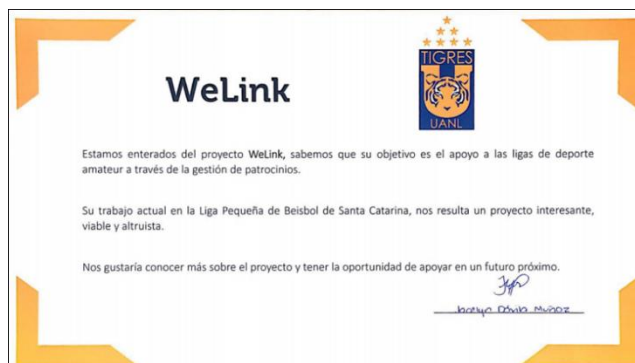 TIGRES
UANL
WeLink
Estamos enterados del proyecto WeLink, sabemos que su objetivo es el apoyo a las ligas de deporte
amateur a través de la gestión de patrocinios.
Su trabajo actual en la Liga Pequeña de Beisbol de Santa Catarina, nos resulta un proyecto interesante,
viable y altruista.
Nos gustaría conocer más sobre el proyecto y tener la oportunidad de apoyar en un futuro próximo.
Dávila Muñoz